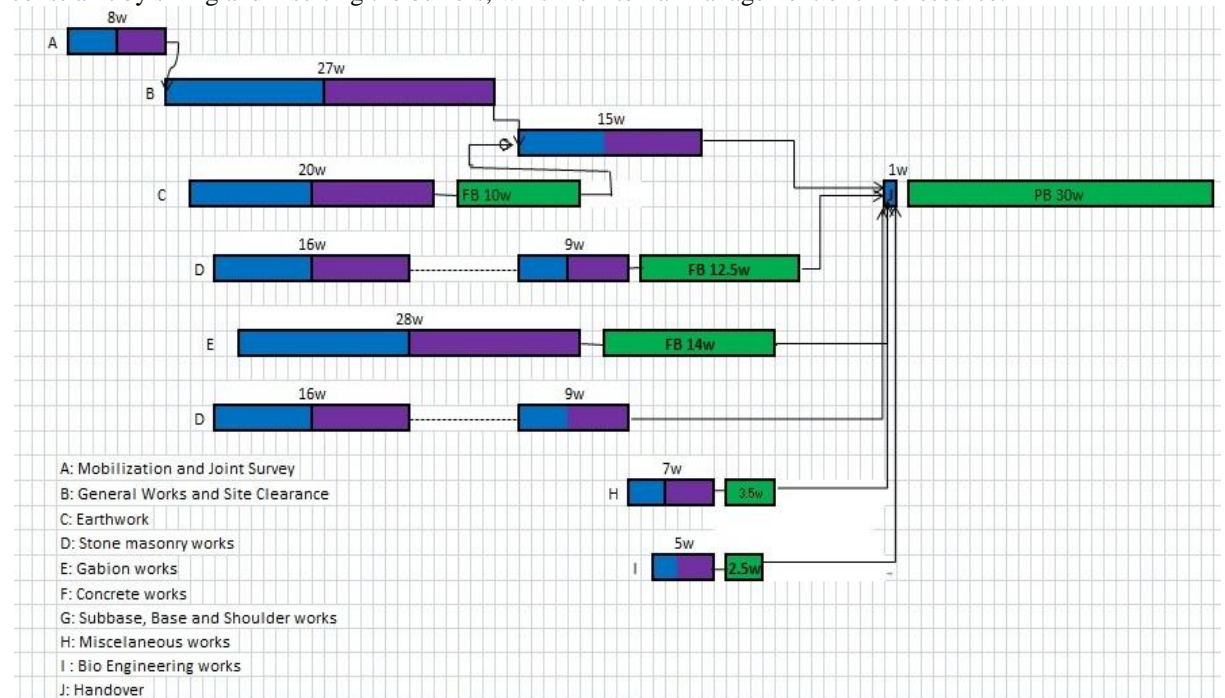 8w
A
27w
B
15w
20w
1w
C
FB 10w
J
PB 30w
16w
9w
D
FB 12.5w
28w
E
FB 14w
16w
9w
D
A: Mobilization and Joint Survey
7w
B: General Works and Site Clearance
H
3.5w
C: Earthwork
D: Stone masonry works
5w
E: Gabion works
I
2.5w
F: Concrete works
G: Subbase, Base and Shoulder works
H: Miscelaneous works
I : Bio Engineering works
J: Handover